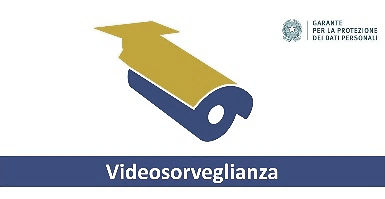 GARANTE
PER LA PROTEZIONE
DEI DATI PERSONALI
Videosorveglianza